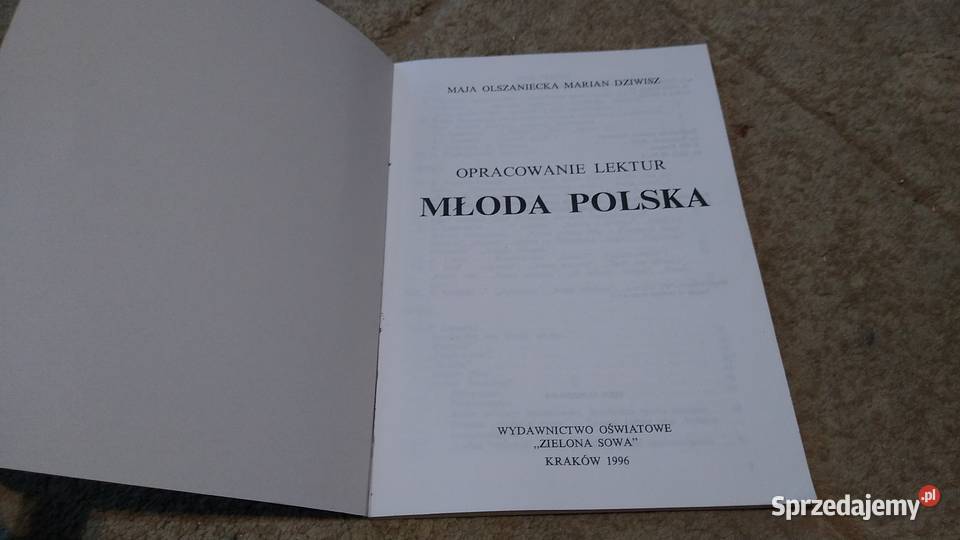 MAJA OLSZANIECKA MARIAN DZIWISZ
OPRACOWANIE LEKTUR
MŁODA POLSKA
WYDAWNICTWO OŚWIATOWE
„ZIELONA SOWA"
KRAKÓW 1996
Sprzedajemy.pl